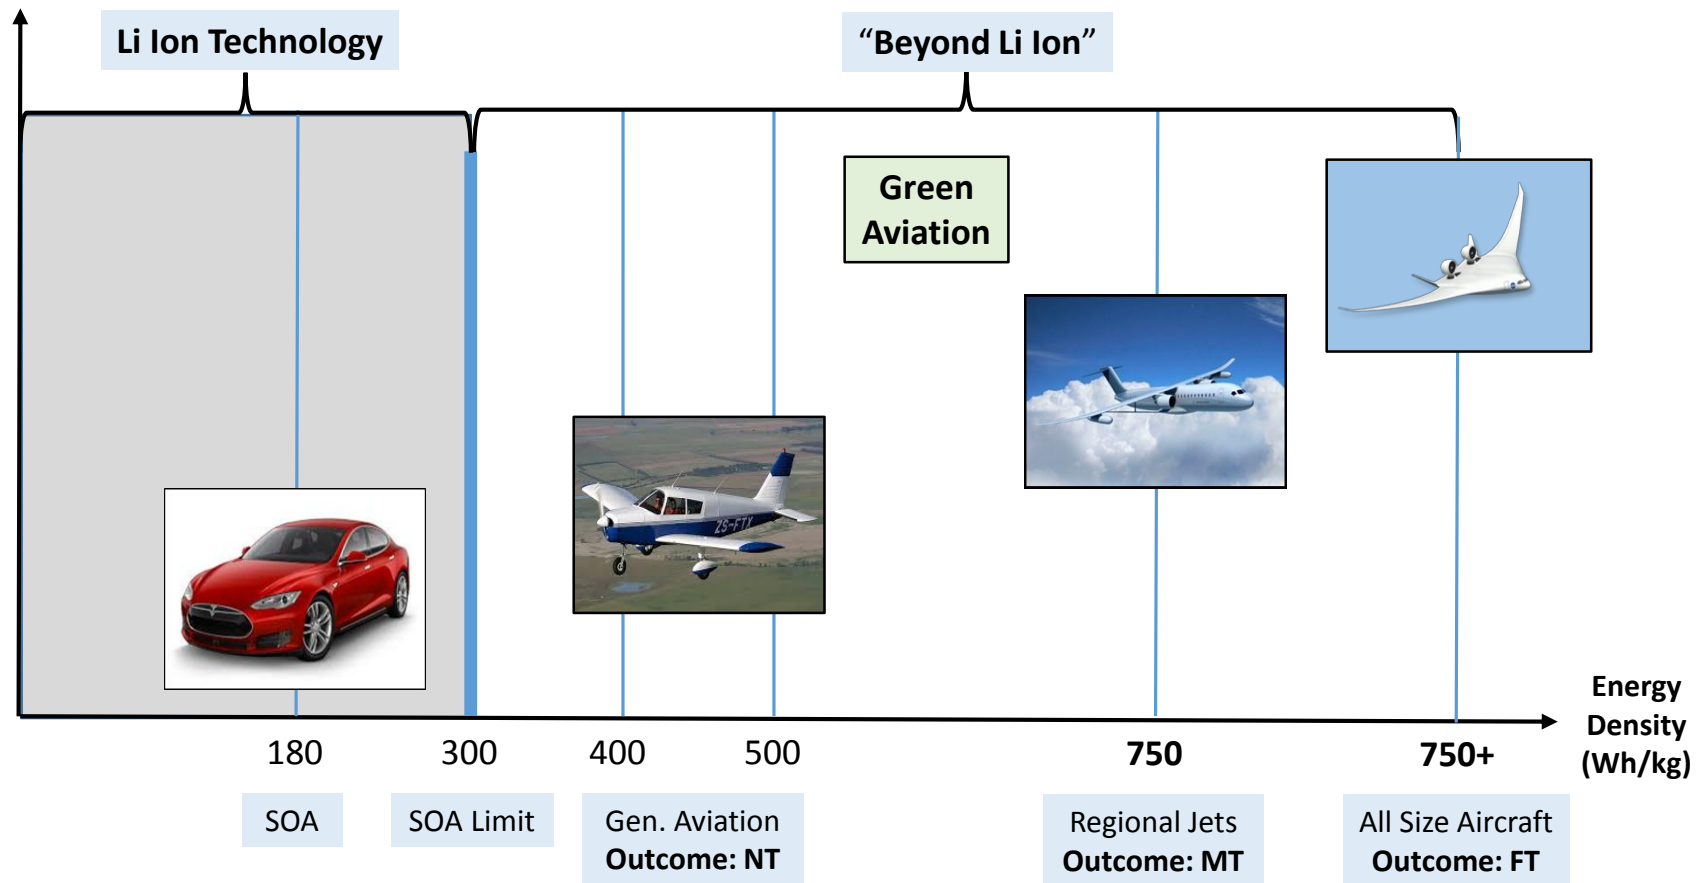 Li Ion Technology
“Beyond Li Ion”
Green
Aviation
ZS-FTX
Energy
Density
(Wh/kg)
180
300
400
500
750
750+
SOA
SOA Limit
Gen. Aviation
Outcome: NT
Regional Jets
Outcome: MT
All Size Aircraft
Outcome: FT